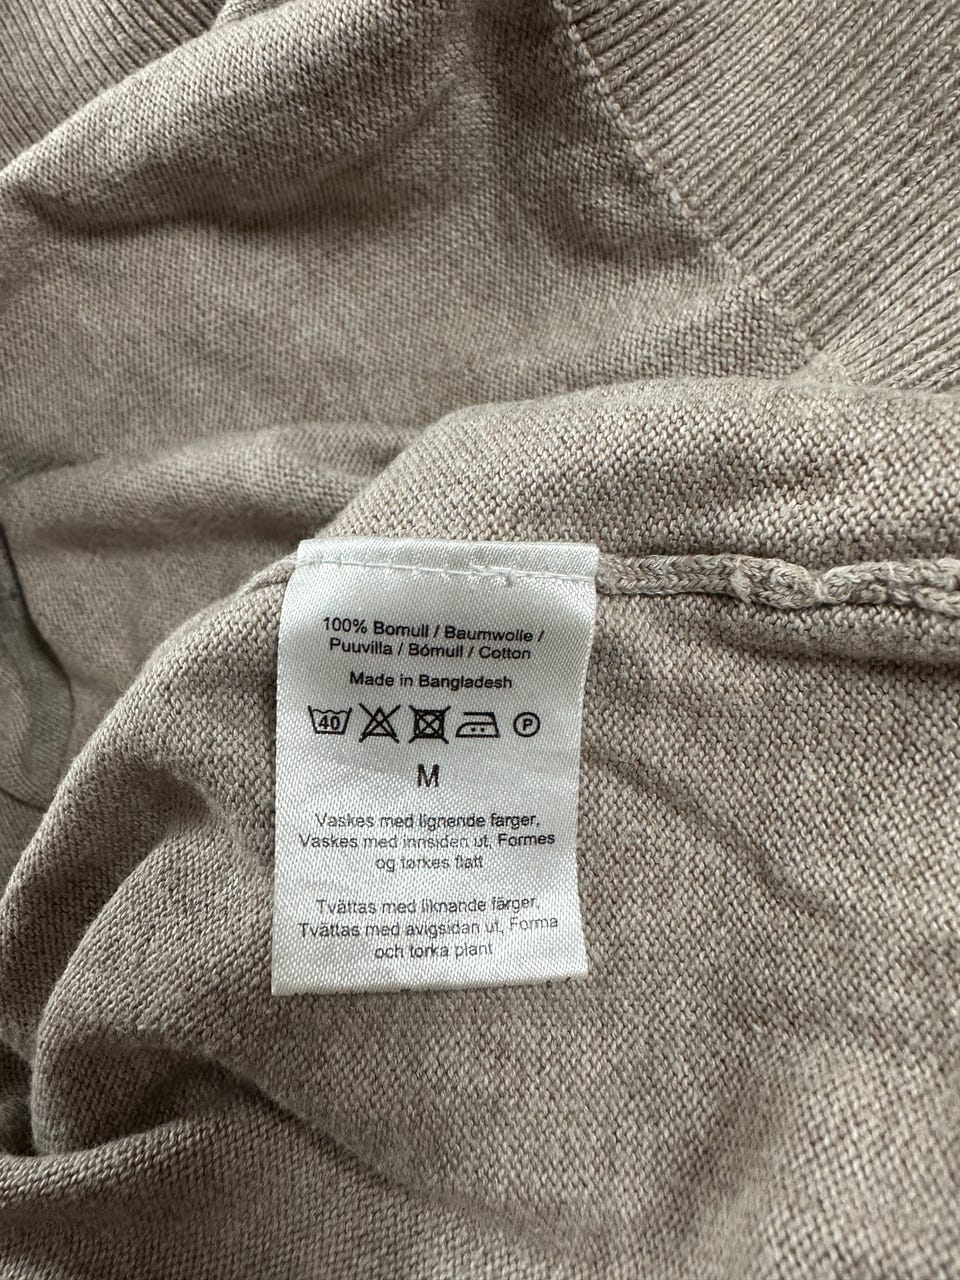 100% Bomull / Baumwolle /
Puuvilla / Bómull / Cotton
Made in Bangladesh
40 P
M
Vaskes med lignende farger,
Vaskes med innsiden ut, Formes
og tørkes flatt
Tvättas med liknande färger,
Tvättas med avigsidan ut, Forma
och torka plant